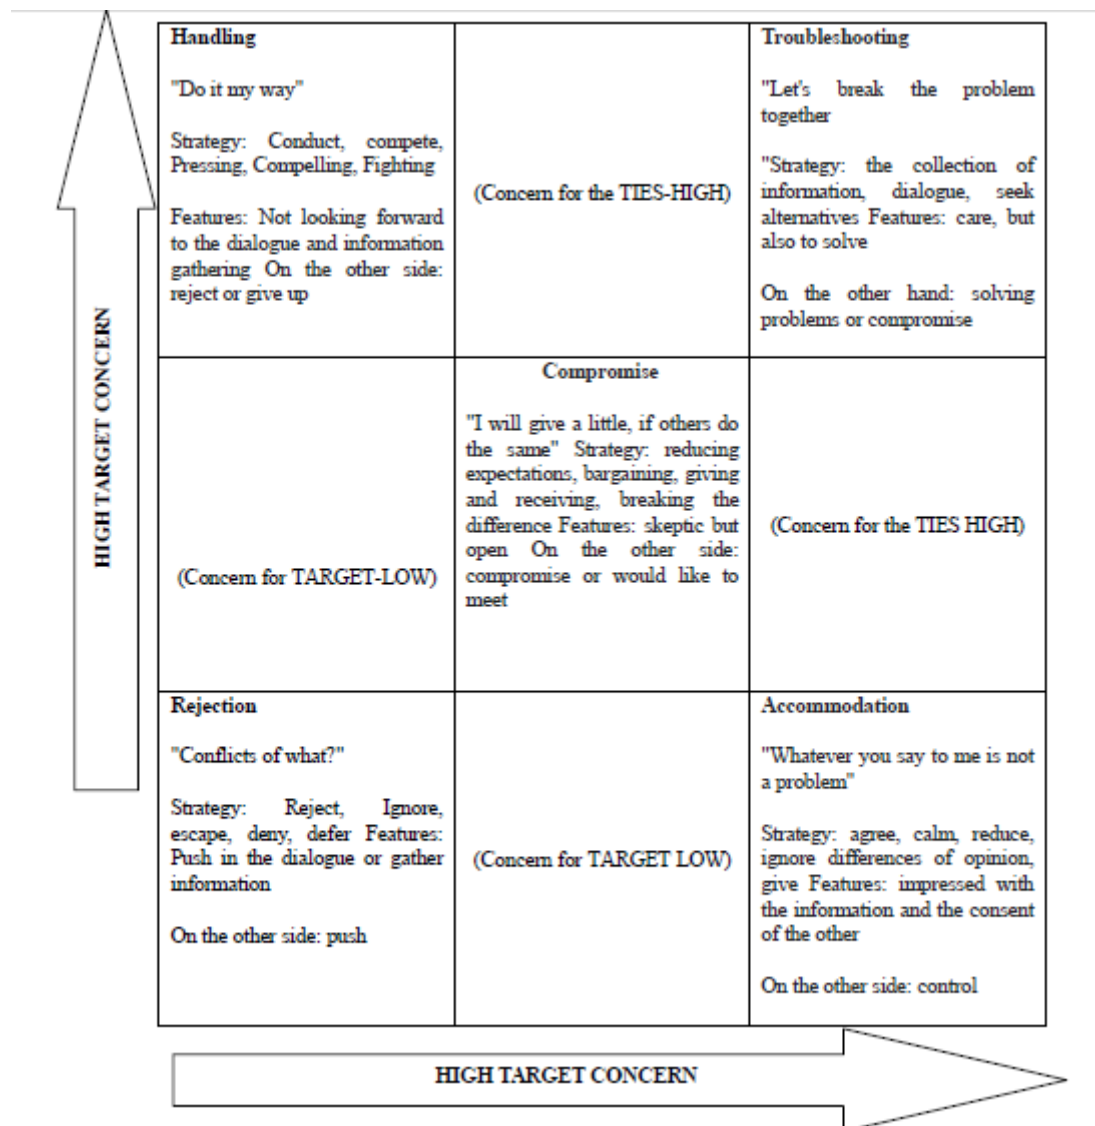 Handling
"Do it my way"
Strategy: Conduct, compete,
Pressing, Compelling, Fighting
Features: Not looking forward
to the dialogue and information
gathering On the other side:
reject or give up
(Concern for the TIES-HIGH)
Troubleshooting
"Let's break the problem
together
"Strategy: the collection of
information, dialogue, seek
alternatives Features: care, but
also to solve
On the other hand: solving
problems or compromise
HIGH TARGET CONCERN
(Concern for TARGET-LOW)
Compromise
"I will give a little, if others do
the same" Strategy: reducing
expectations, bargaining, giving
and receiving, breaking the
difference Features: skeptic but
open On the other side:
compromise or would like to
meet
(Concern for the TIES HIGH)
Rejection
"Conflicts of what?"
Strategy: Reject, Ignore,
escape, deny, defer Features:
Push in the dialogue or gather
information
On the other side: push
(Concern for TARGET LOW)
Accommodation
"Whatever you say to me is not
a problem"
Strategy: agree, calm, reduce,
ignore differences of opinion,
give Features: impressed with
the information and the consent
of the other
On the other side: control
HIGH TARGET CONCERN